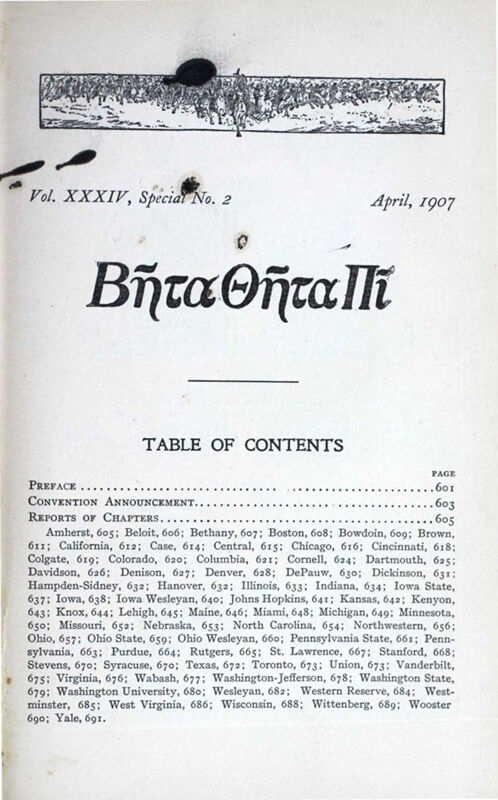 Vol. XXXIV, Special No. 2 April, 1907
Βῆτα Θῆτα Πῖ
TABLE OF CONTENTS
PAGE
PREFACE ........................................ 601
CONVENTION ANNOUNCEMENT........................................603
REPORTS OF CHAPTERS........................................605
Amherst, 605; Beloit, 606; Bethany, 607; Boston, 608; Bowdoin, 609; Brown,
611; California, 612; Case, 614; Central, 615; Chicago, 616; Cincinnati, 618;
Colgate, 619; Colorado, 620; Columbia, 621; Cornell, 624; Dartmouth, 625;
Davidson, 626; Denison, 627; Denver, 628; DePauw, 630; Dickinson, 631;
Hampden-Sidney, 632; Hanover, 632; Illinois, 633; Indiana, 634; Iowa State,
637; Iowa, 638; Iowa Wesleyan, 640; Johns Hopkins, 641; Kansas, 642; Kenyon,
643; Knox, 644; Lehigh, 645; Maine, 646; Miami, 648; Michigan, 649; Minnesota,
650; Missouri, 652; Nebraska, 653; North Carolina, 654; Northwestern, 656;
Ohio, 657; Ohio State, 659; Ohio Wesleyan, 660; Pennsylvania State, 661; Penn-
sylvania, 663; Purdue, 664; Rutgers, 665; St. Lawrence, 667; Stanford, 668;
Stevens, 670; Syracuse, 670; Texas, 672; Toronto, 673; Union, 673; Vanderbilt,
675; Virginia, 676; Wabash, 677; Washington-Jefferson, 678; Washington State,
679; Washington University, 680; Wesleyan, 682; Western Reserve, 684; West-
minster, 685; West Virginia, 686; Wisconsin, 688; Wittenberg, 689; Wooster
690; Yale, 691.